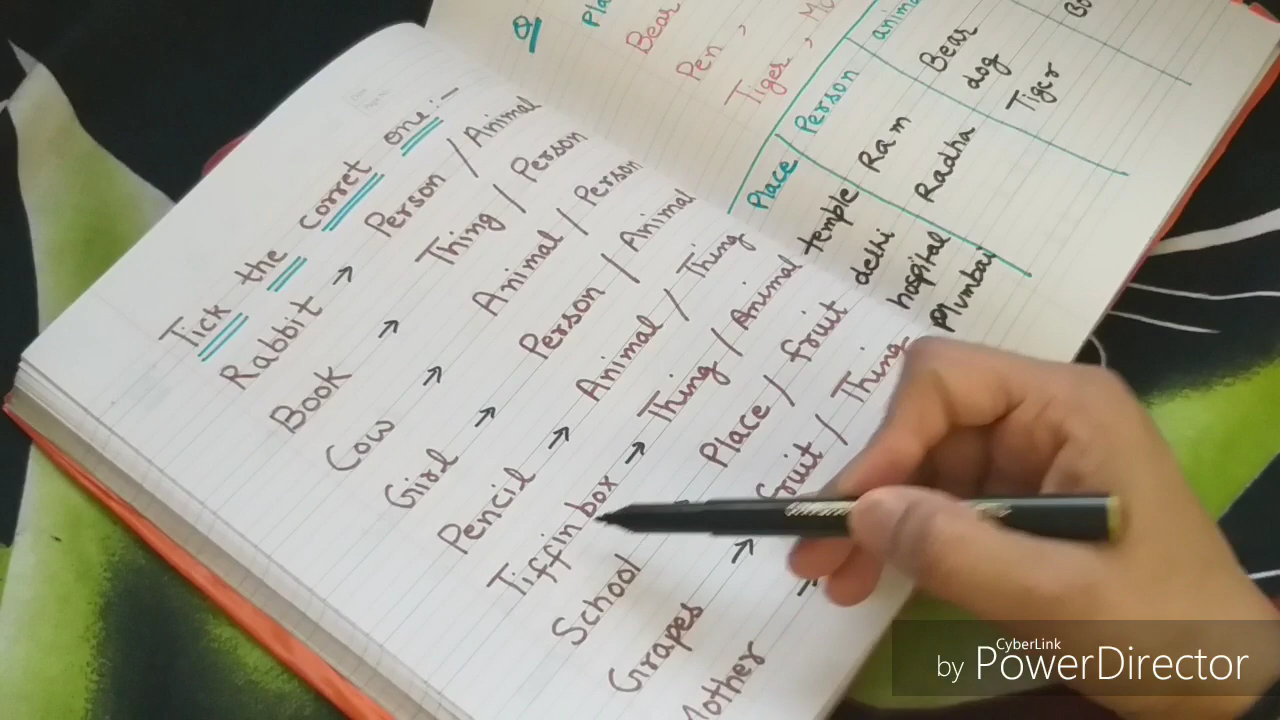 Tick the corret one:-
Rabbit → Person / Animal
Book → Thing / Person
Cow → Animal / Person
Girl → Person / Animal
Pencil → Animal / Thing
Tiffin box → Thing / Animal
School Place / fruit
Grapes → fruit / Thing
Mother →
Q
Bear
Pen ,
Tiger ,
Place Person
temple Ram Bear
delhi Radha dog
hospital Tiger
Mumbai
CyberLink
by PowerDirector